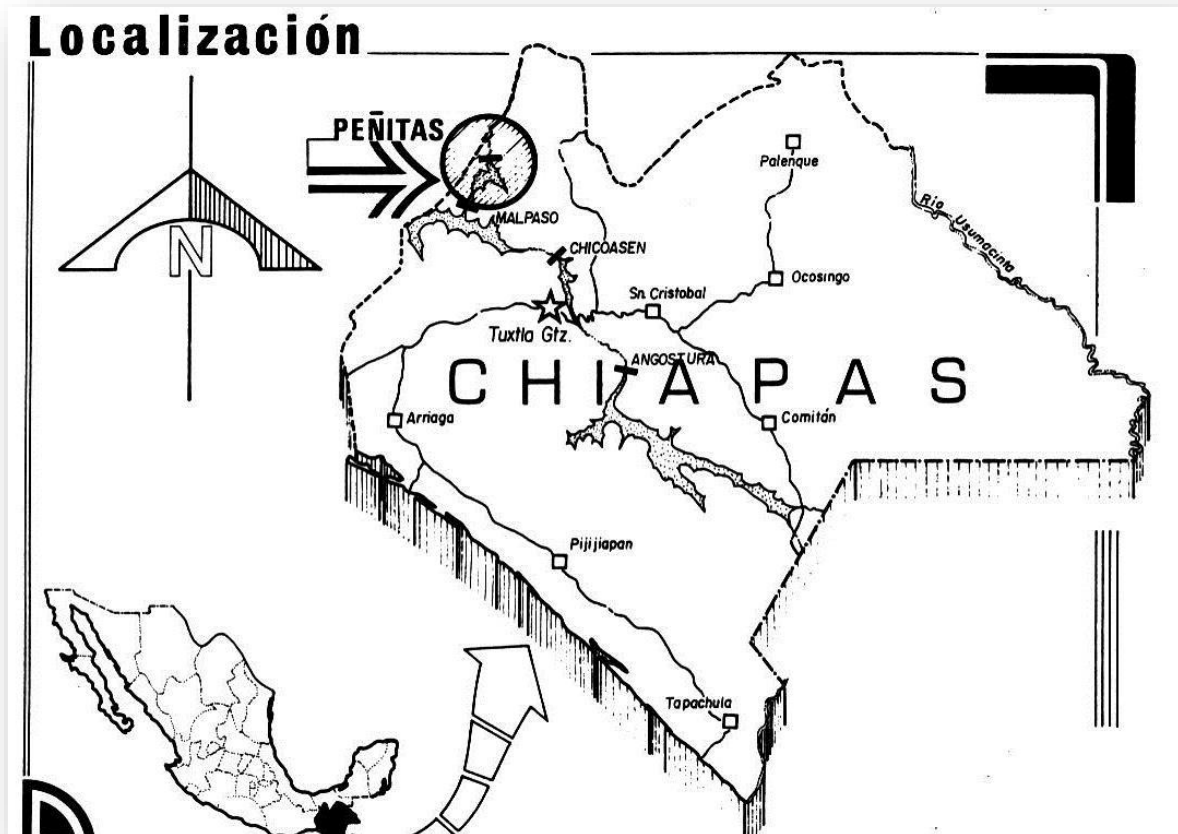 Localización
PEÑITAS
Palenque
Río Usumacinta
MALPASO
CHICOASEN
Ocosingo
Sn. Cristobal
N
Tuxtla Gtz.
ANGOSTURA
CHIAPAS
Arriaga
Comitán
Pijijiapan
Tapachula